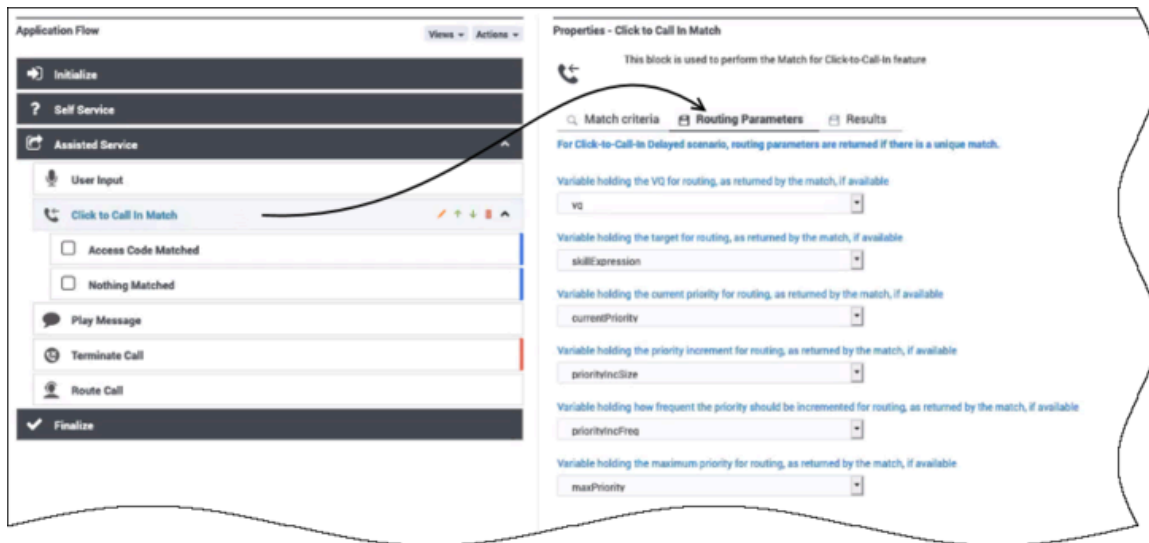 Application Flow
Views
Actions
Initialize
? Self Service
Assisted Service
User Input
Click to Call In Match
Access Code Matched
Nothing Matched
Play Message
Terminate Call
Route Call
Finalize
Properties - Click to Call In Match
This block is used to perform the Match for Click-to-Call-In feature
Match criteria
Routing Parameters
Results
For Click-to-Call-In Delayed scenario, routing parameters are returned if there is a unique match.
Variable holding the VQ for routing, as returned by the match, if available
vq
Variable holding the target for routing, as returned by the match, if available
skillExpression
Variable holding the current priority for routing, as returned by the match, if available
currentPriority
Variable holding the priority increment for routing, as returned by the match, if available
priorityIncSize
Variable holding how frequent the priority should be incremented for routing, as returned by the match, if available
priorityIncFreq
Variable holding the maximum priority for routing, as returned by the match, if available
maxPriority